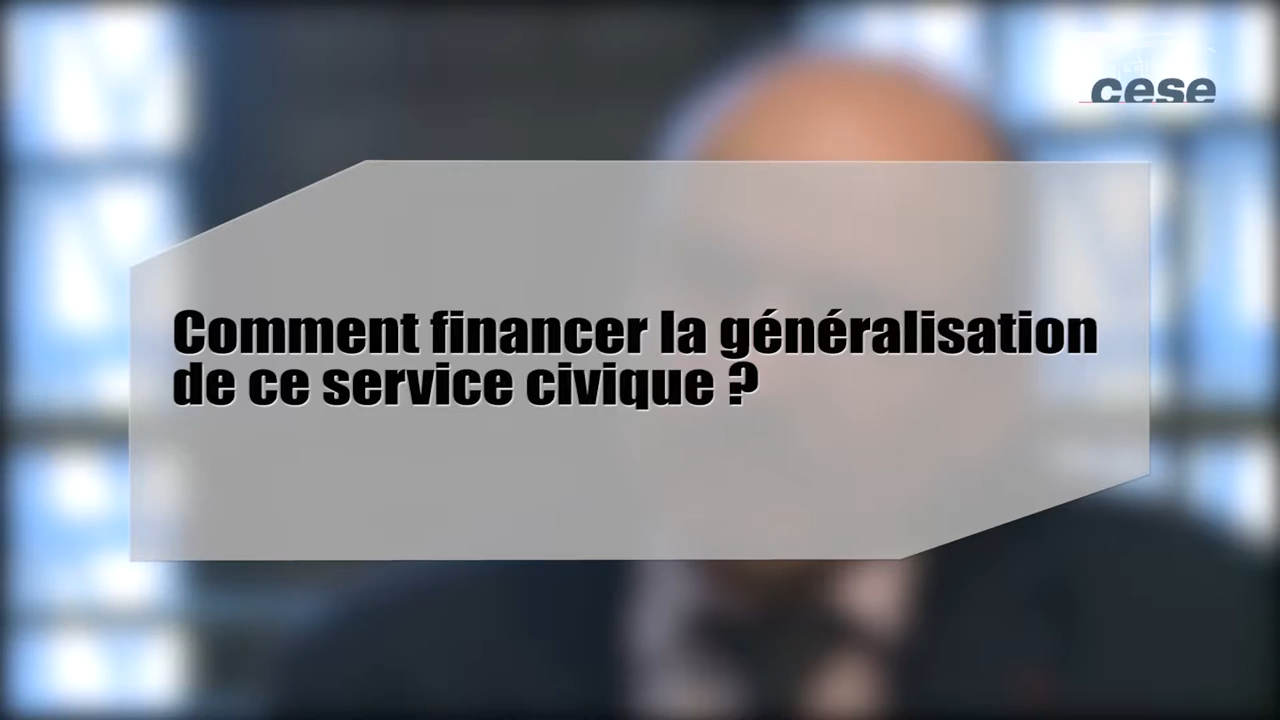 cese
Comment financer la généralisation
de ce service civique ?